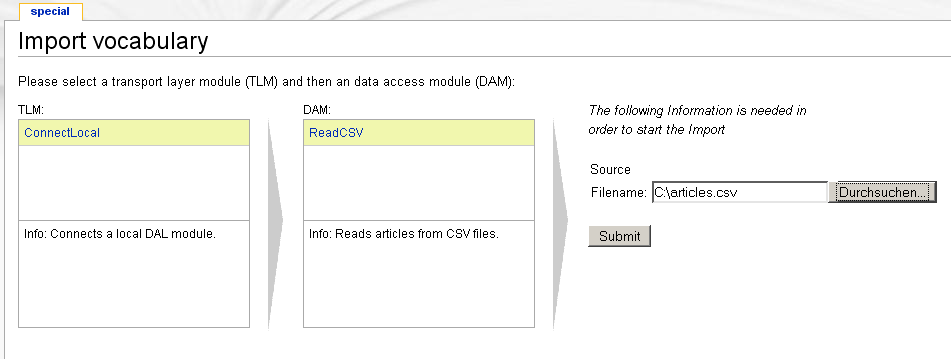 special
Import vocabulary
Please select a transport layer module (TLM) and then an data access module (DAM):
TLM:
ConnectLocal
Info: Connects a local DAL module.
DAM:
ReadCSV
Info: Reads articles from CSV files.
The following Information is needed in
order to start the Import
Source
Filename: C:\articles.csv Durchsuchen...
Submit